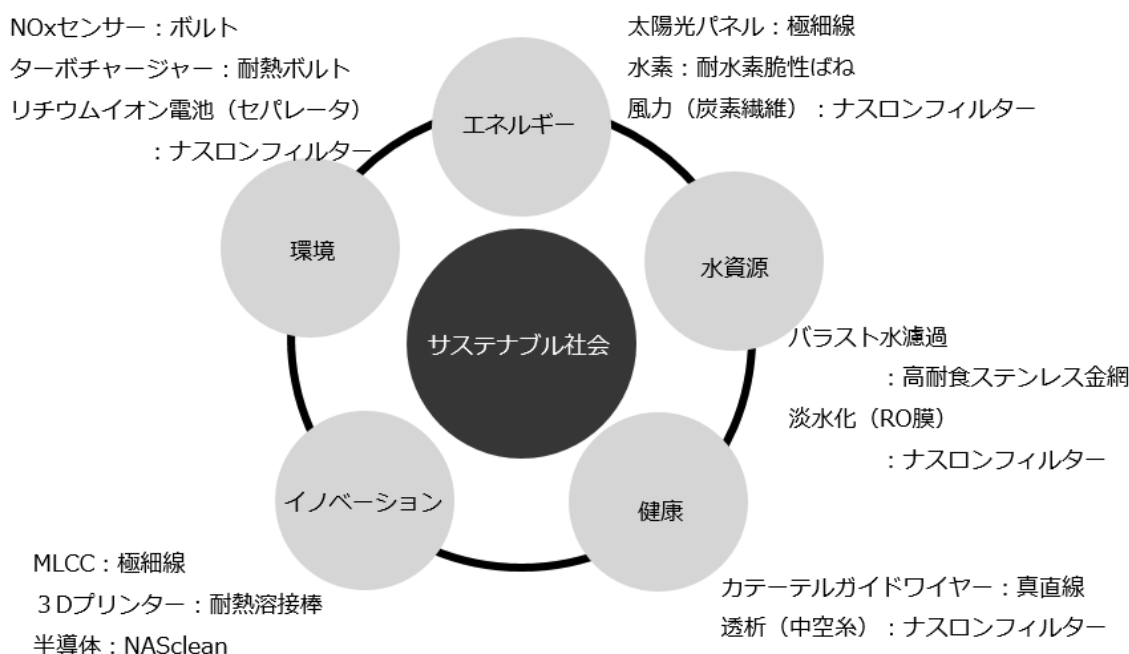 NOxセンサー：ボルト
ターボチャージャー：耐熱ボルト
リチウムイオン電池（セパレータ）
：ナスロンフィルター
太陽光パネル：極細線
水素：耐水素脆性ばね
風力（炭素繊維）：ナスロンフィルター
エネルギー
環境
水資源
サステナブル社会
バラスト水濾過
：高耐食ステンレス金網
淡水化（RO膜）
：ナスロンフィルター
イノベーション
健康
MLCC：極細線
３Dプリンター：耐熱溶接棒
半導体：NASclean
カテーテルガイドワイヤー：真直線
透析（中空糸）：ナスロンフィルター